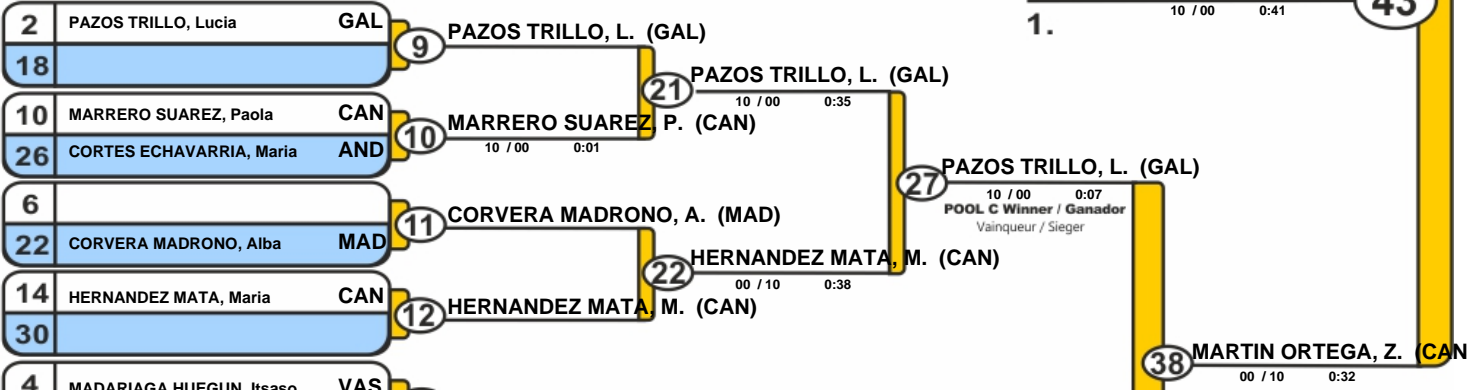 2 PAZOS TRILLO, Lucia GAL
18
10 MARRERO SUAREZ, Paola CAN
26 CORTES ECHAVARRIA, Maria AND
6
22 CORVERA MADRONO, Alba MAD
14 HERNANDEZ MATA, Maria CAN
30
4 MADARIAGA HUEGUN, Itsaso VAS
9 PAZOS TRILLO, L. (GAL)
10 MARRERO SUAREZ, P. (CAN)
10 / 00 0:01
11 CORVERA MADRONO, A. (MAD)
12 HERNANDEZ MATA, M. (CAN)
21 PAZOS TRILLO, L. (GAL)
10 / 00 0:35
22 HERNANDEZ MATA, M. (CAN)
00 / 10 0:38
27 PAZOS TRILLO, L. (GAL)
10 / 00 0:07
POOL C Winner / Ganador
Vainqueur / Sieger
38 MARTIN ORTEGA, Z. (CAN
00 / 10 0:32
10 / 00 0:41
43
1.